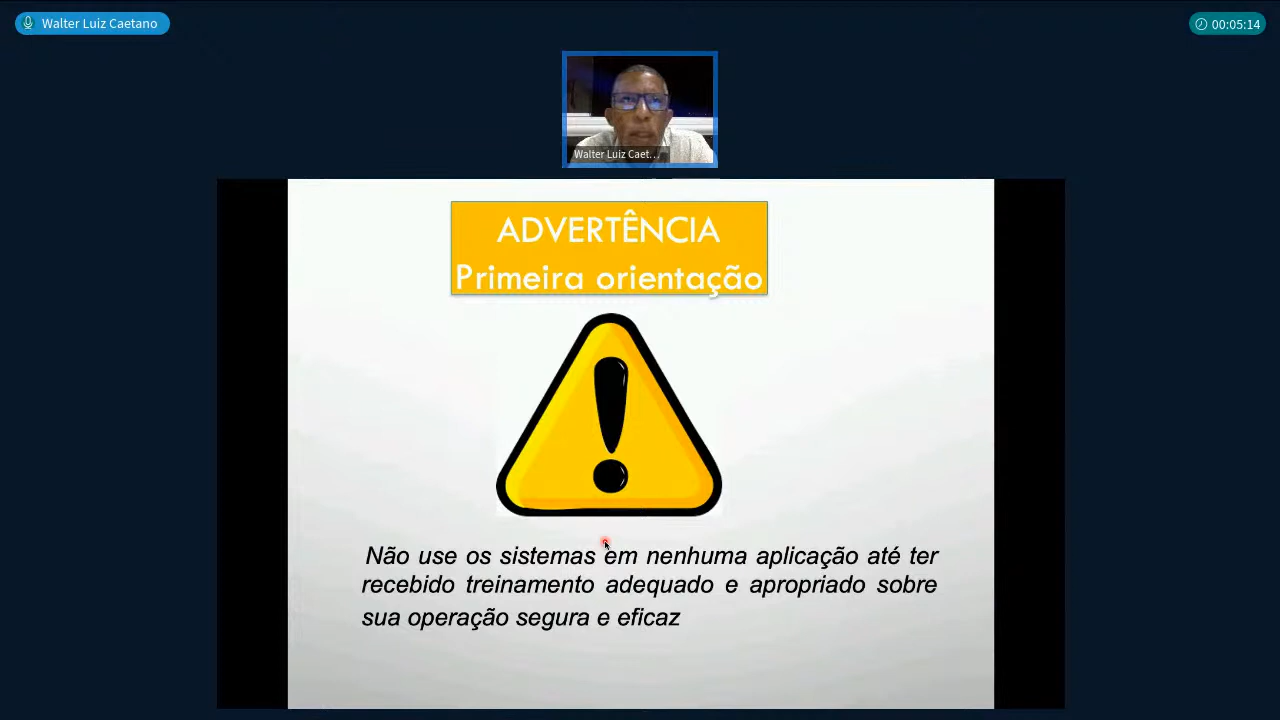 Walter Luiz Caetano
00:05:14
Walter Luiz Caet...
ADVERTÊNCIA
Primeira orientação
Não use os sistemas em nenhuma aplicação até ter
recebido treinamento adequado e apropriado sobre
sua operação segura e eficaz